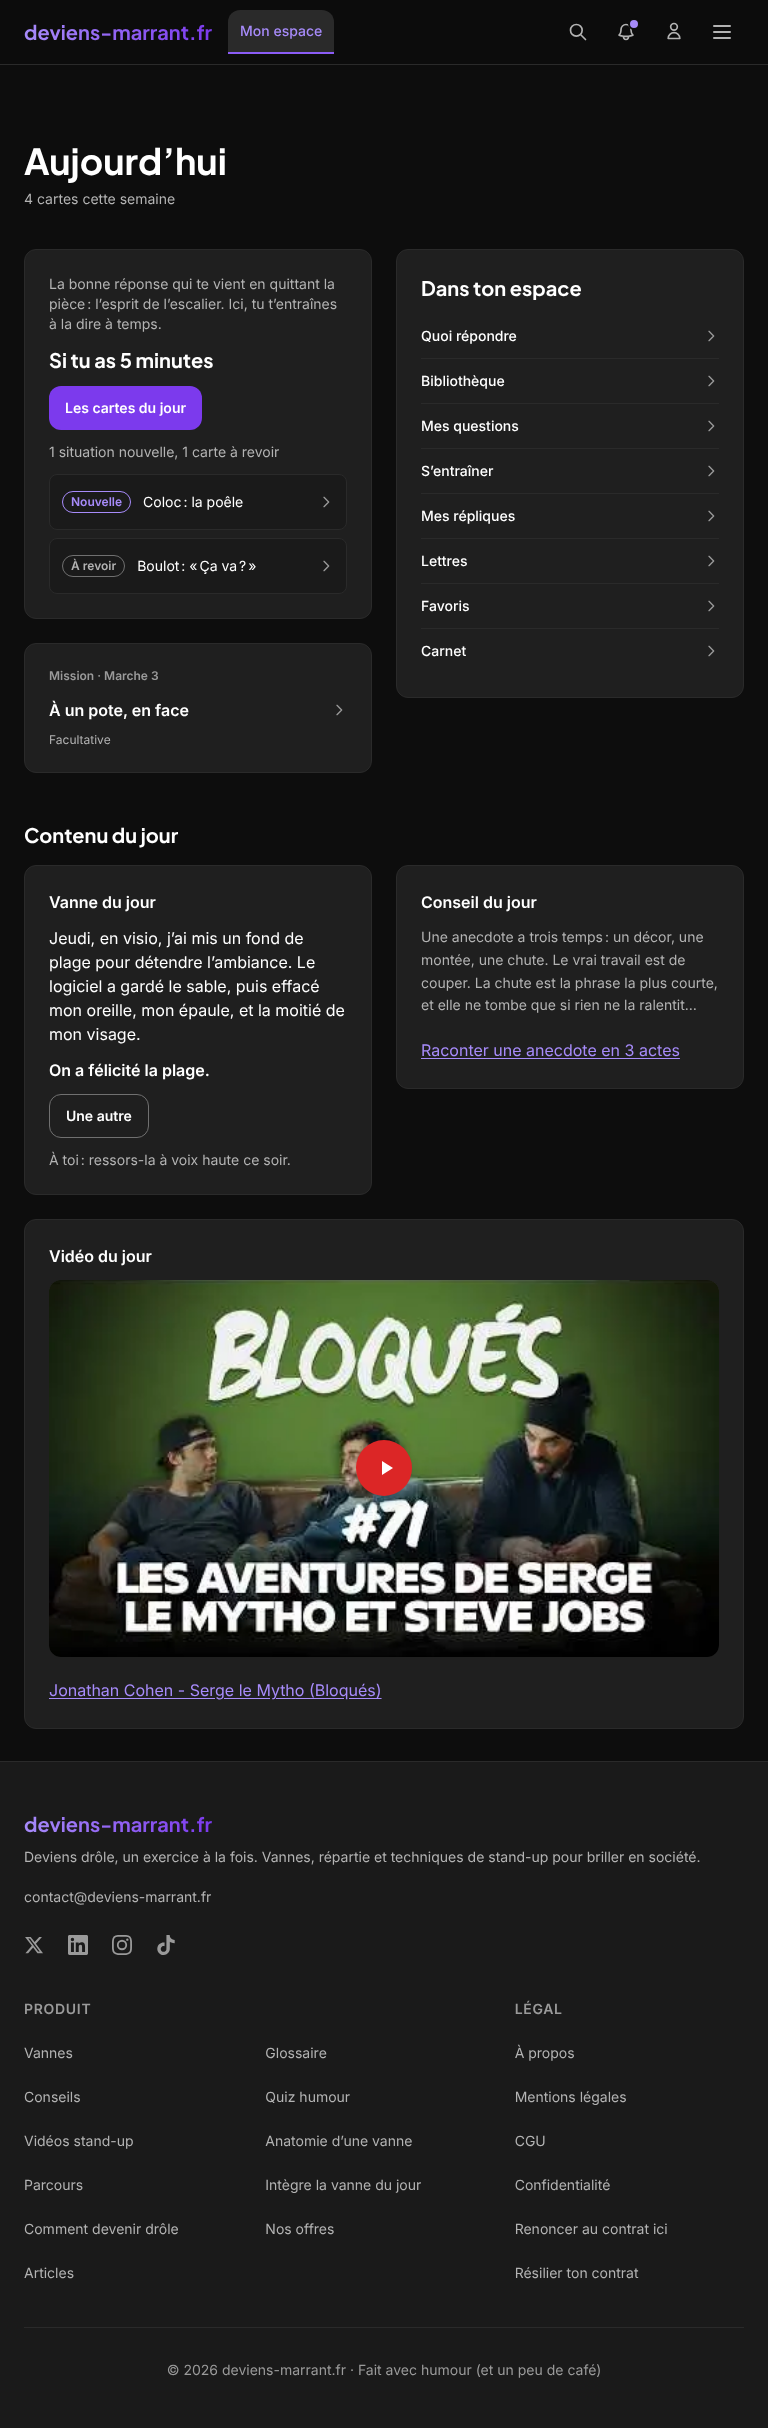 deviens-marrant.fr
Mon espace
Aujourd’hui
4 cartes cette semaine
La bonne réponse qui te vient en quittant la
pièce : l’esprit de l’escalier. Ici, tu t’entraînes
à la dire à temps.
Si tu as 5 minutes
Les cartes du jour
1 situation nouvelle, 1 carte à revoir
Nouvelle
Coloc : la poêle
À revoir
Boulot : « Ça va ? »
Mission · Marche 3
À un pote, en face
Facultative
Dans ton espace
Quoi répondre
Bibliothèque
Mes questions
S’entraîner
Mes répliques
Lettres
Favoris
Carnet
Contenu du jour
Vanne du jour
Jeudi, en visio, j’ai mis un fond de
plage pour détendre l’ambiance. Le
logiciel a gardé le sable, puis effacé
mon oreille, mon épaule, et la moitié de
mon visage.
On a félicité la plage.
Une autre
À toi : ressors-la à voix haute ce soir.
Conseil du jour
Une anecdote a trois temps : un décor, une
montée, une chute. Le vrai travail est de
couper. La chute est la phrase la plus courte,
et elle ne tombe que si rien ne la ralentit…
Raconter une anecdote en 3 actes
Vidéo du jour
BLOQUÉS
#71
LES AVENTURES DE SERGE
LE MYTHO ET STEVE JOBS
Jonathan Cohen - Serge le Mytho (Bloqués)
deviens-marrant.fr
Deviens drôle, un exercice à la fois. Vannes, répartie et techniques de stand-up pour briller en société.
contact@deviens-marrant.fr
PRODUIT
Vannes
Conseils
Vidéos stand-up
Parcours
Comment devenir drôle
Articles
Glossaire
Quiz humour
Anatomie d’une vanne
Intègre la vanne du jour
Nos offres
LÉGAL
À propos
Mentions légales
CGU
Confidentialité
Renoncer au contrat ici
Résilier ton contrat
© 2026 deviens-marrant.fr · Fait avec humour (et un peu de café)